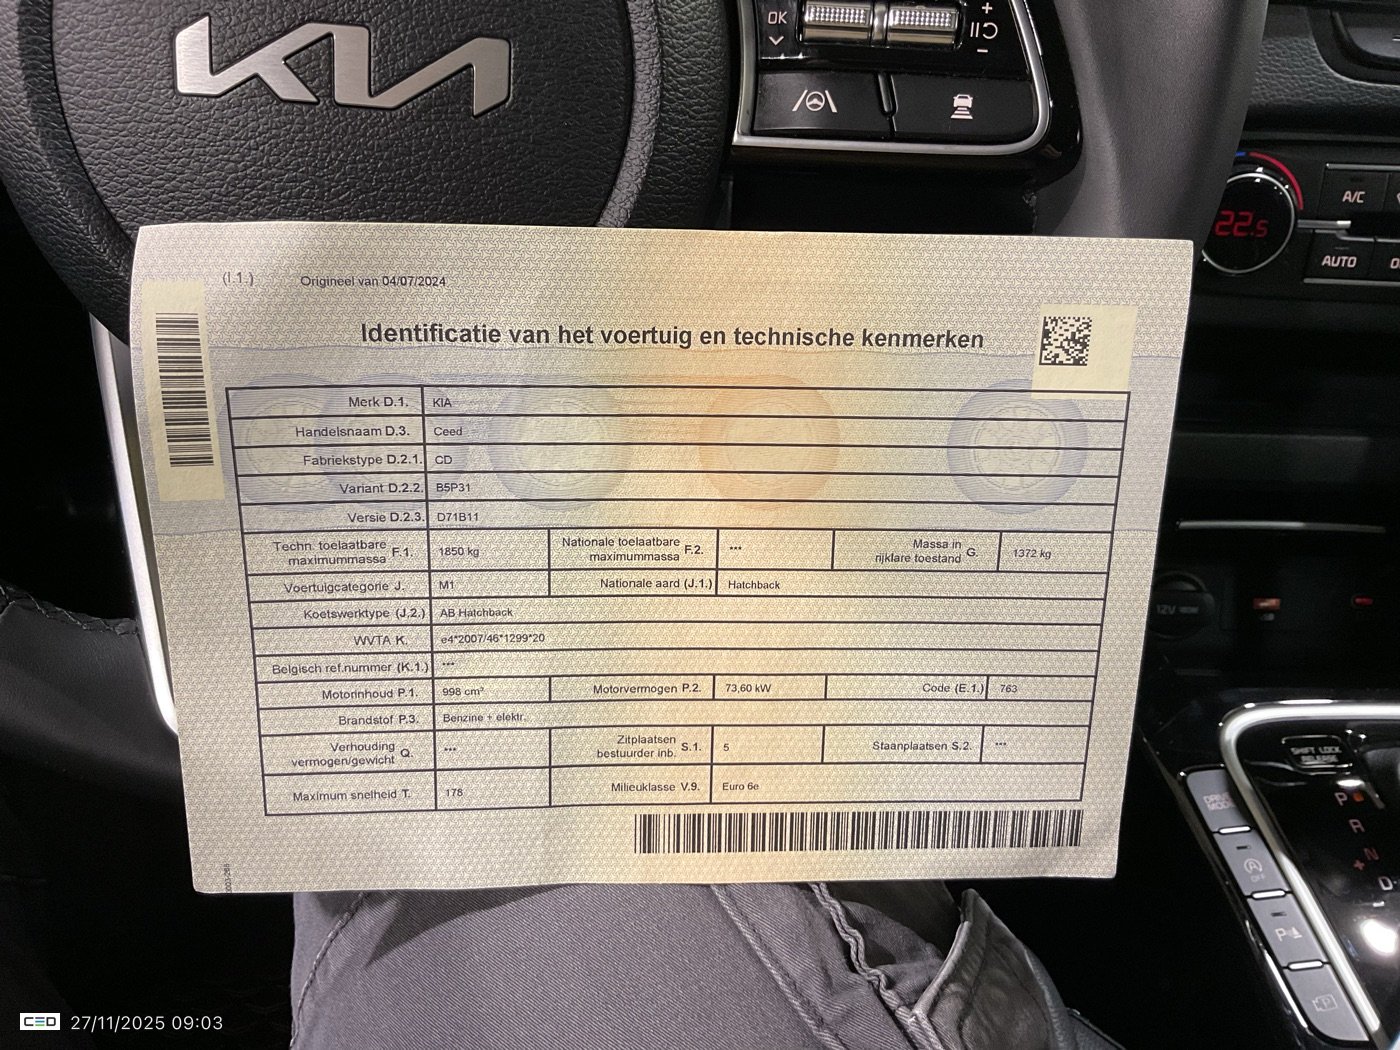 KIA
OK
+
-
A/C
22.5
AUTO
(I.1.)
Origineel van 04/07/2024
Identificatie van het voertuig en technische kenmerken
Merk D.1. KIA
Handelsnaam D.3. Ceed
Fabriekstype D.2.1. CD
Variant D.2.2. B5P31
Versie D.2.3. D71B11
Techn. toelaatbare maximummassa F.1. 1850 kg Nationale toelaatbare maximummassa F.2. *** Massa in rijklare toestand G. 1372 kg
Voertuigcategorie J. M1 Nationale aard (J.1.) Hatchback
Koetswerktype (J.2.) AB Hatchback
WVTA K. e4*2007/46*1299*20
Belgisch ref.nummer (K.1.) ***
Motorinhoud P.1. 998 cm³ Motorvermogen P.2. 73,60 kW Code (E.1.) 763
Brandstof P.3. Benzine + elektr.
Verhouding vermogen/gewicht Q. *** Zitplaatsen bestuurder inb. S.1. 5 Staanplaatsen S.2. ***
Maximum snelheid T. 178 Milieuklasse V.9. Euro 6e
12V
SHIFT LOCK
RELEASE
DRIVE
MODE
P
R
N
D
+
-
OFF
P
CED 27/11/2025 09:03